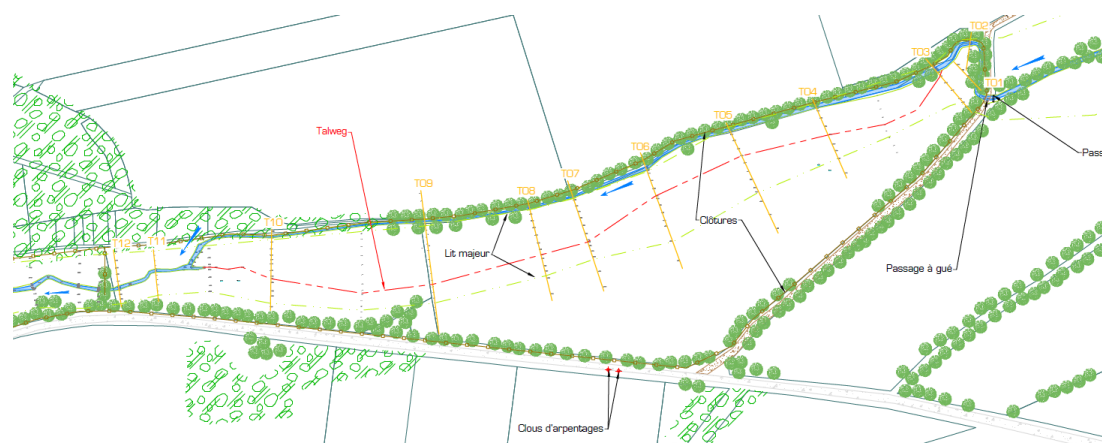 T02
T03
T01
T04
Talweg
T05
Pass
T06
T07
T09
T08
Clôtures
T10
Lit majeur
T12
T11
Passage à gué
Clous d'arpentages